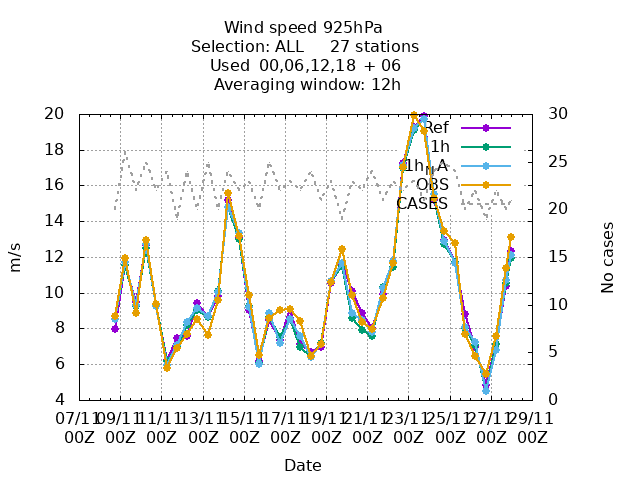 Wind speed 925hPa
Selection: ALL 27 stations
Used 00,06,12,18 + 06
Averaging window: 12h
20 30
18 25
16 20
14 15
12 10
10 5
8 0
6
4
m/s
No cases
Ref
1h
1h_A
OBS
CASES
07/11 09/11 11/11 13/11 15/11 17/11 19/11 21/11 23/11 25/11 27/11 29/11
00Z 00Z 00Z 00Z 00Z 00Z 00Z 00Z 00Z 00Z 00Z 00Z
Date